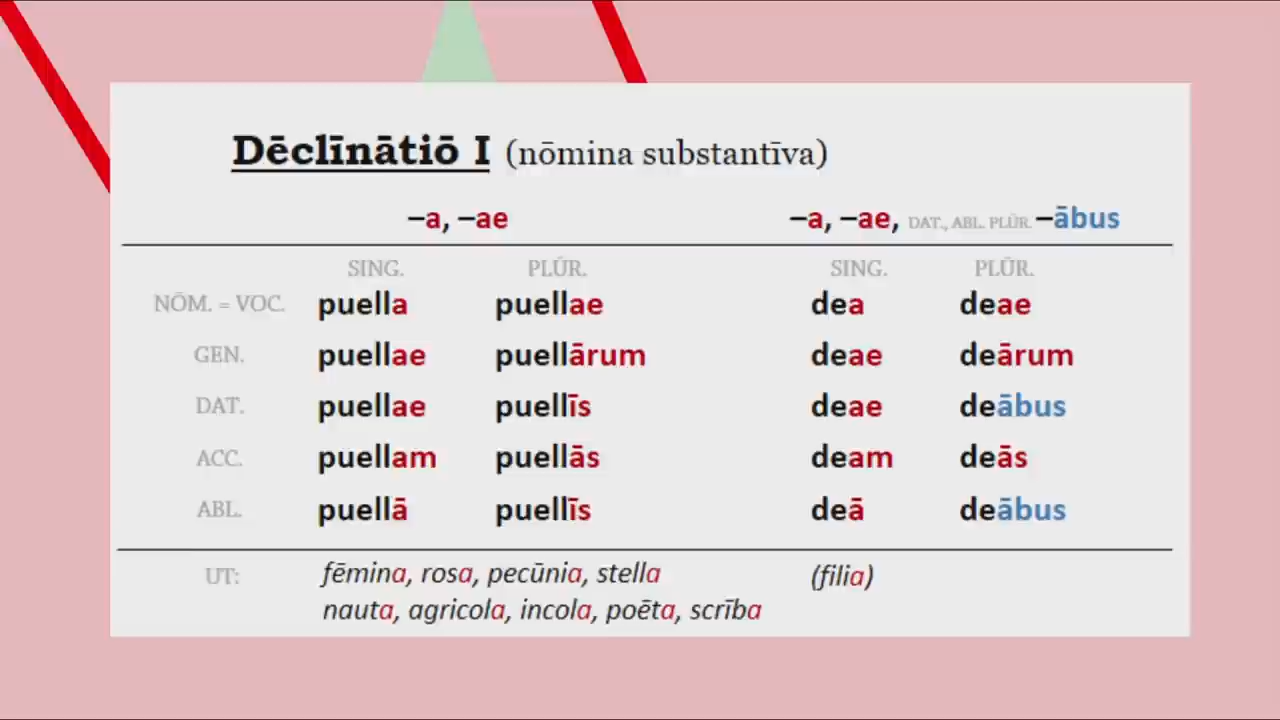 Dēclīnātiō I (nōmina substantīva)
–a, –ae –a, –ae, DAT., ABL. PLŪR. –ābus
SING. PLŪR. SING. PLŪR.
NŌM. = VOC. puella puellae dea deae
GEN. puellae puellārum deae deārum
DAT. puellae puellīs deae deābus
ACC. puellam puellās deam deās
ABL. puellā puellīs deā deābus
UT: fēmina, rosa, pecūnia, stella (filia)
nauta, agricola, incola, poēta, scrība